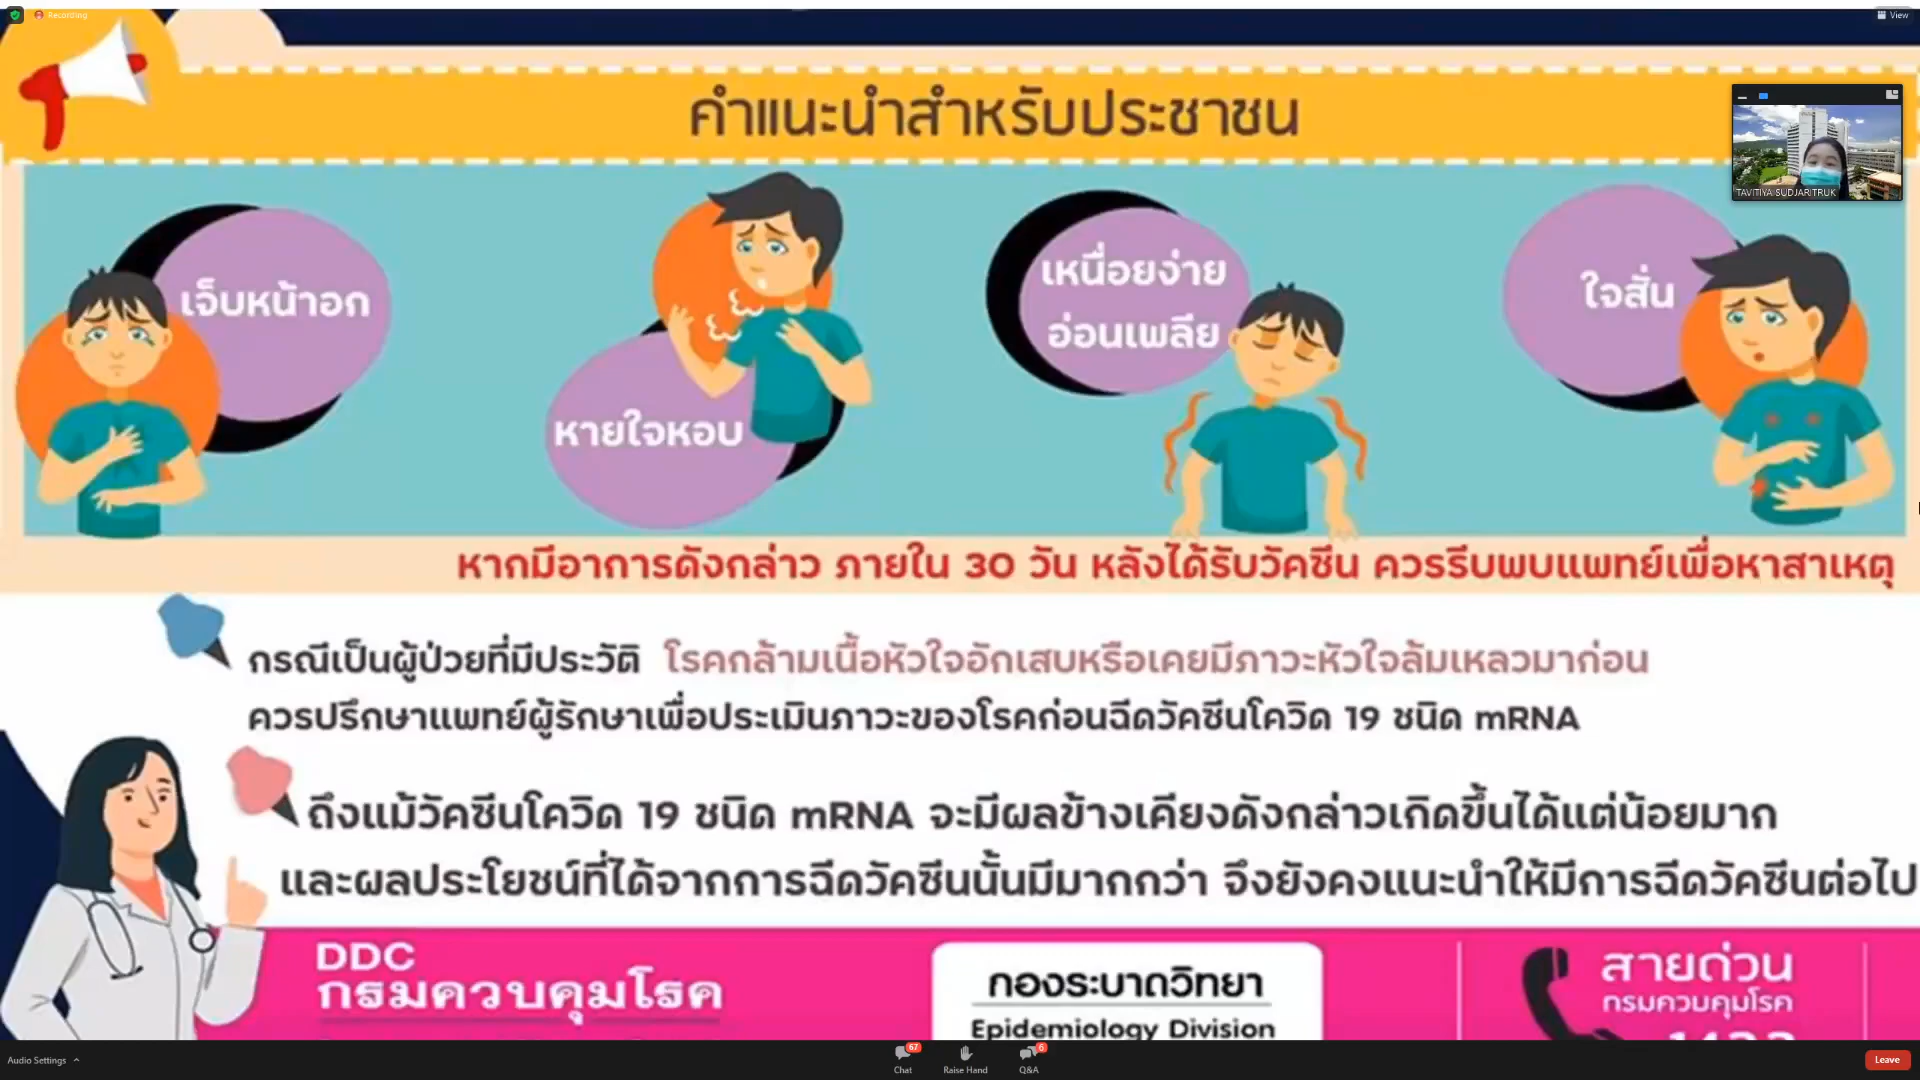 Recording
View
คำแนะนำสำหรับประชาชน
TAVITIYA SUDJARITRUK
เจ็บหน้าอก
หายใจหอบ
เหนื่อยง่าย
อ่อนเพลีย
ใจสั่น
หากมีอาการดังกล่าว ภายใน 30 วัน หลังได้รับวัคซีน ควรรีบพบแพทย์เพื่อหาสาเหตุ
กรณีเป็นผู้ป่วยที่มีประวัติ โรคกล้ามเนื้อหัวใจอักเสบหรือเคยมีภาวะหัวใจล้มเหลวมาก่อน
ควรปรึกษาแพทย์ผู้รักษาเพื่อประเมินภาวะของโรคก่อนฉีดวัคซีนโควิด 19 ชนิด mRNA
ถึงแม้วัคซีนโควิด 19 ชนิด mRNA จะมีผลข้างเคียงดังกล่าวเกิดขึ้นได้แต่น้อยมาก
และผลประโยชน์ที่ได้จากการฉีดวัคซีนนั้นมีมากกว่า จึงยังคงแนะนำให้มีการฉีดวัคซีนต่อไป
DDC
กรมควบคุมโรค
กองระบาดวิทยา
Epidemiology Division
สายด่วน
กรมควบคุมโรค
Audio Settings
67
Chat
Raise Hand
6
Q&A
Leave